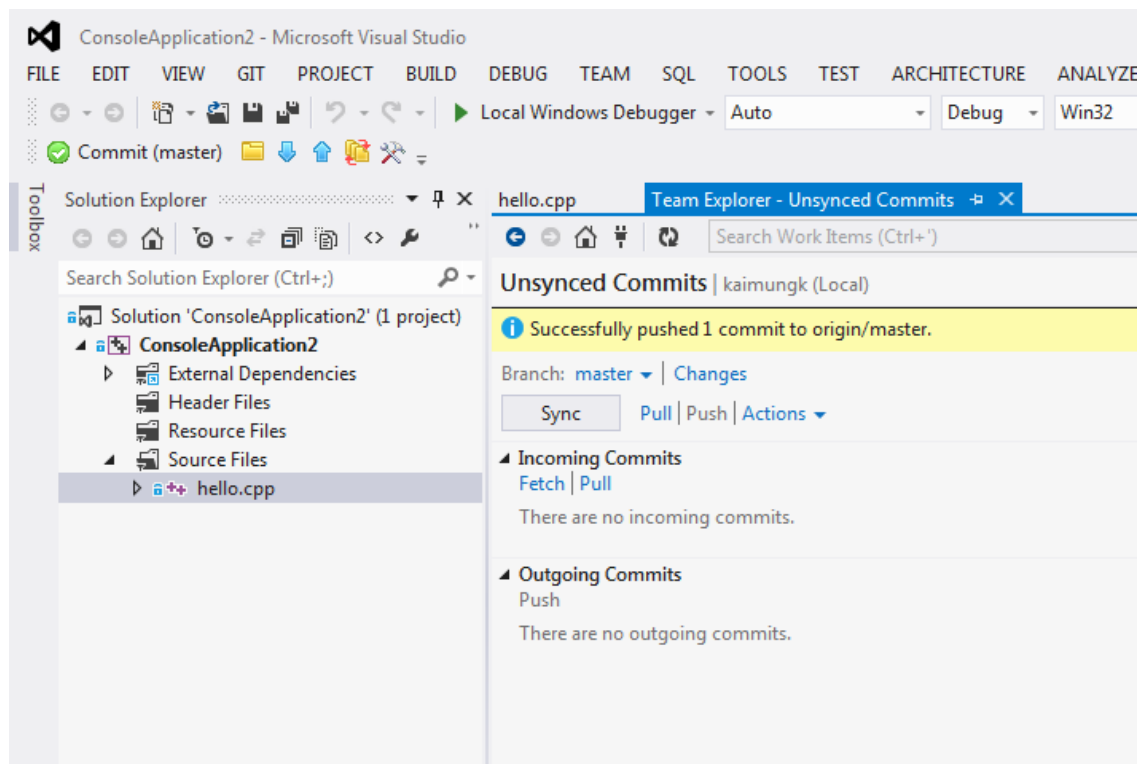 ConsoleApplication2 - Microsoft Visual Studio
FILE EDIT VIEW GIT PROJECT BUILD DEBUG TEAM SQL TOOLS TEST ARCHITECTURE ANALYZE
Local Windows Debugger Auto Debug Win32
Commit (master)
Toolbox
Solution Explorer
Search Solution Explorer (Ctrl+;)
Solution 'ConsoleApplication2' (1 project)
ConsoleApplication2
External Dependencies
Header Files
Resource Files
Source Files
hello.cpp
hello.cpp Team Explorer - Unsynced Commits
Search Work Items (Ctrl+')
Unsynced Commits | kaimungk (Local)
Successfully pushed 1 commit to origin/master.
Branch: master | Changes
Sync Pull | Push | Actions
Incoming Commits
Fetch | Pull
There are no incoming commits.
Outgoing Commits
Push
There are no outgoing commits.